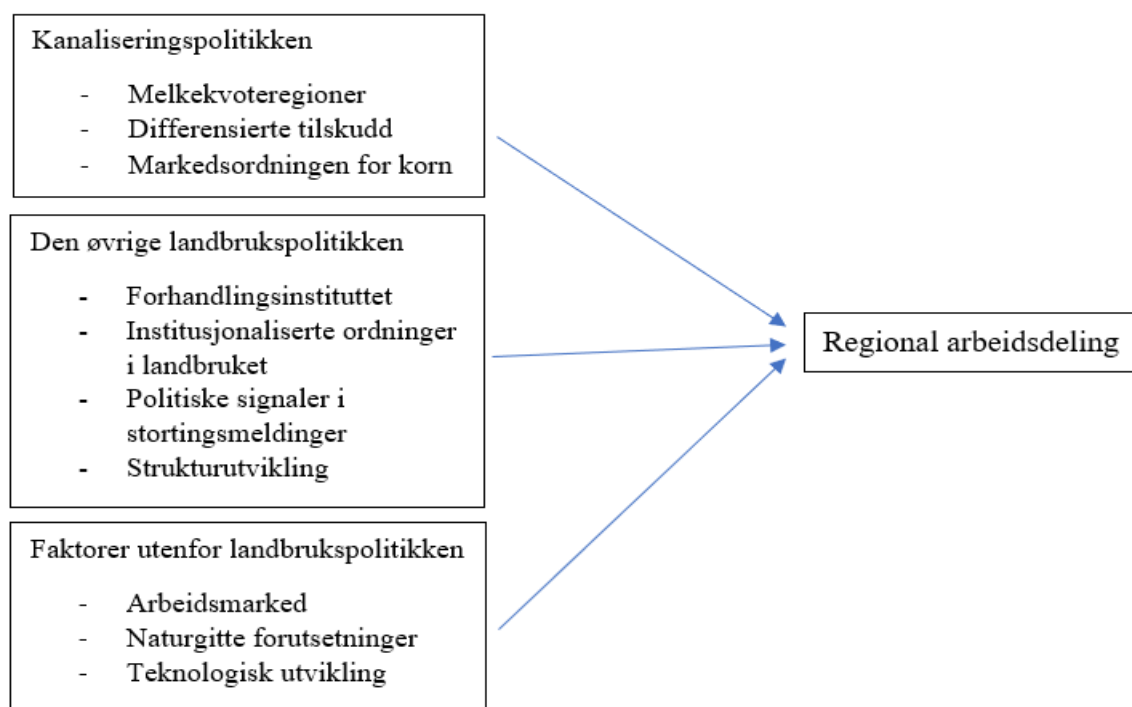 Kanaliseringspolitikken
- Melkekvoteregioner
- Differensierte tilskudd
- Markedsordningen for korn
Den øvrige landbrukspolitikken
- Forhandlingsinstituttet
- Institusjonaliserte ordninger
i landbruket
- Politiske signaler i
stortingsmeldinger
- Strukturutvikling
Faktorer utenfor landbrukspolitikken
- Arbeidsmarked
- Naturgitte forutsetninger
- Teknologisk utvikling
Regional arbeidsdeling